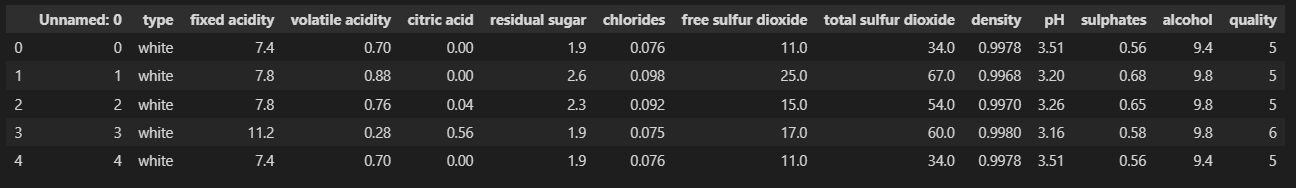 Unnamed: 0 type fixed acidity volatile acidity citric acid residual sugar chlorides free sulfur dioxide total sulfur dioxide density pH sulphates alcohol quality
0 0 white 7.4 0.70 0.00 1.9 0.076 11.0 34.0 0.9978 3.51 0.56 9.4 5
1 1 white 7.8 0.88 0.00 2.6 0.098 25.0 67.0 0.9968 3.20 0.68 9.8 5
2 2 white 7.8 0.76 0.04 2.3 0.092 15.0 54.0 0.9970 3.26 0.65 9.8 5
3 3 white 11.2 0.28 0.56 1.9 0.075 17.0 60.0 0.9980 3.16 0.58 9.8 6
4 4 white 7.4 0.70 0.00 1.9 0.076 11.0 34.0 0.9978 3.51 0.56 9.4 5